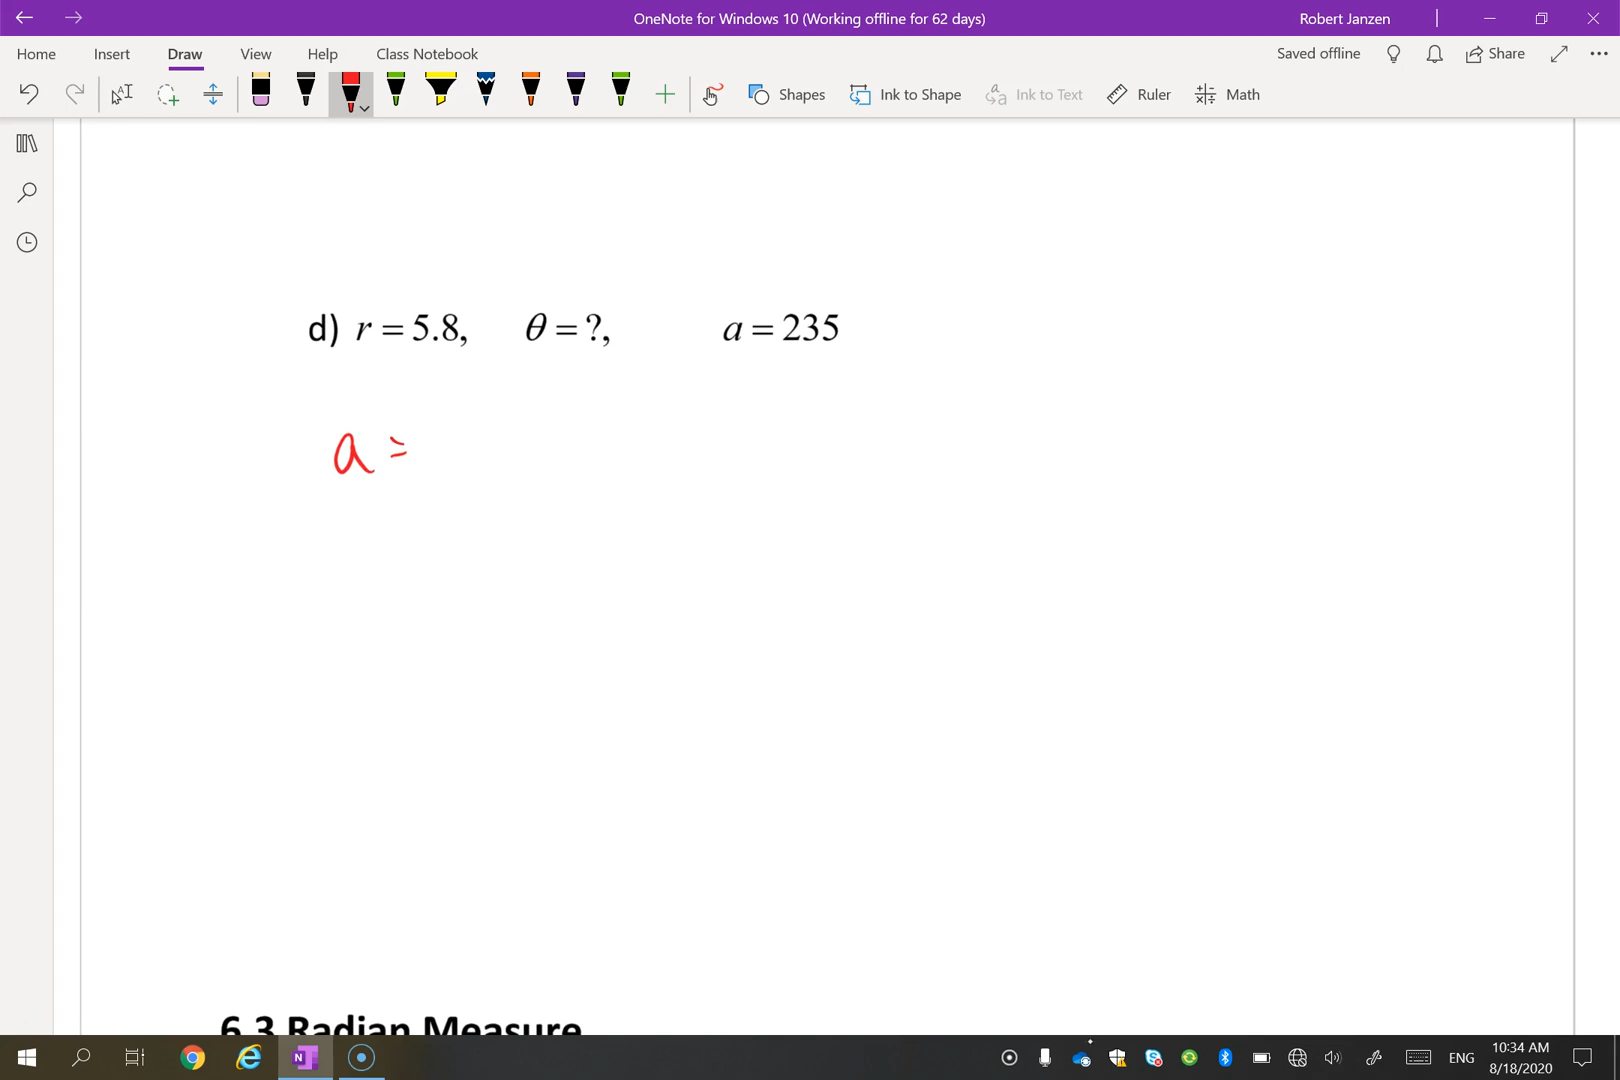 OneNote for Windows 10 (Working offline for 62 days)
Robert Janzen
Home Insert Draw View Help Class Notebook
Saved offline Share
Shapes Ink to Shape Ink to Text Ruler Math
d) r = 5.8, θ = ?, a = 235
a =
6.3 Radian Measure
ENG
10:34 AM
8/18/2020